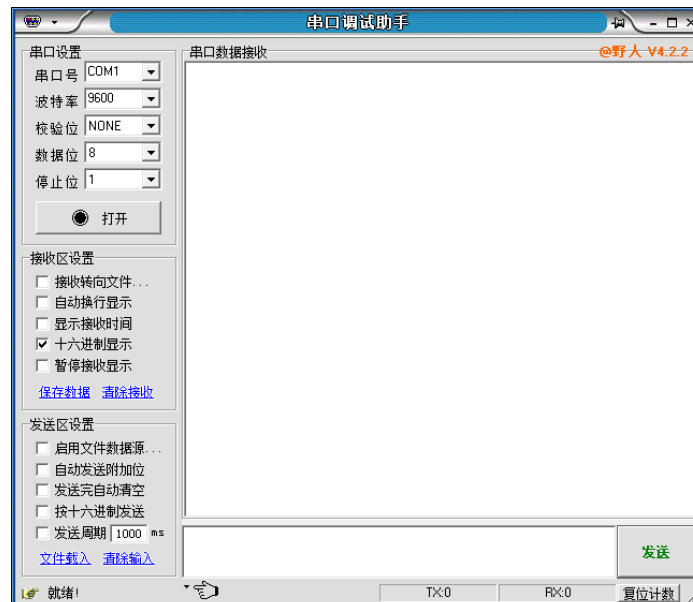 串口调试助手
串口设置
串口号 COM1
波特率 9600
校验位 NONE
数据位 8
停止位 1
打开
接收区设置
接收转向文件...
自动换行显示
显示接收时间
十六进制显示
暂停接收显示
保存数据 清除接收
发送区设置
启用文件数据源...
自动发送附加位
发送完自动清空
按十六进制发送
发送周期 1000 ms
文件载入 清除输入
串口数据接收
@野人 V4.2.2
发送
就绪!
TX:0
RX:0
复位计数